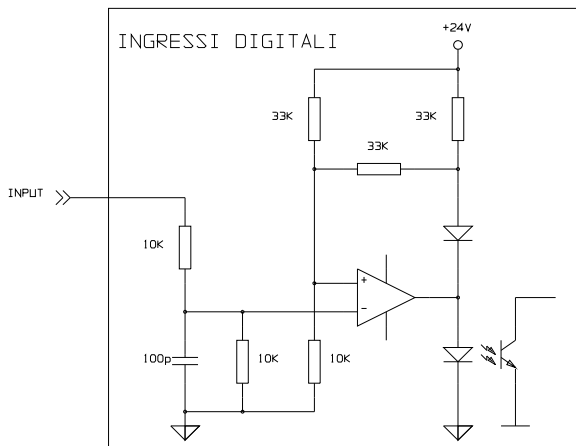 INGRESSI DIGITALI
+24V
33K
33K
33K
INPUT
10K
+
-
100p
10K
10K